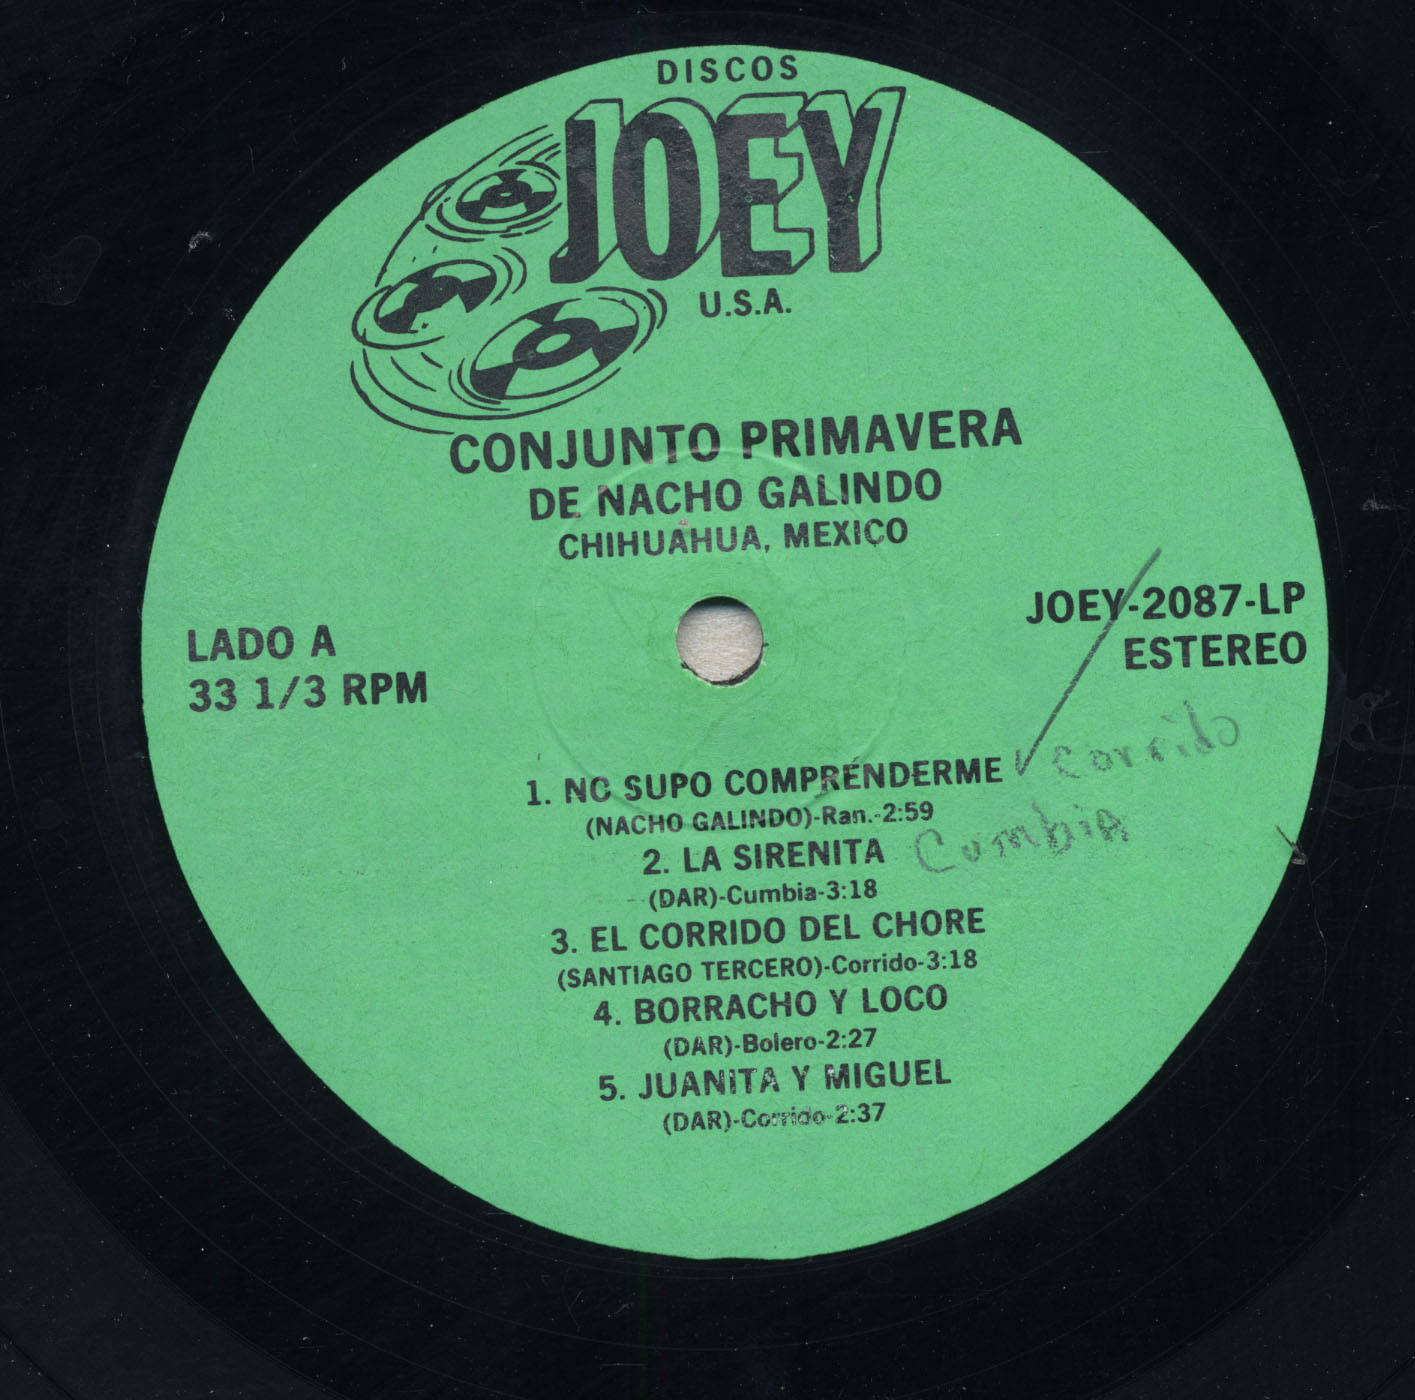 DISCOS
JOEY
U.S.A.
CONJUNTO PRIMAVERA
DE NACHO GALINDO
CHIHUAHUA, MEXICO
JOEY-2087-LP
ESTEREO
LADO A
33 1/3 RPM
1. NO SUPO COMPRENDERME
corrido
(NACHO GALINDO)-Ran.-2:59
2. LA SIRENITA
Cumbia
(DAR)-Cumbia-3:18
3. EL CORRIDO DEL CHORE
(SANTIAGO TERCERO)-Corrido-3:18
4. BORRACHO Y LOCO
(DAR)-Bolero-2:27
5. JUANITA Y MIGUEL
(DAR)-Corrido-2:37